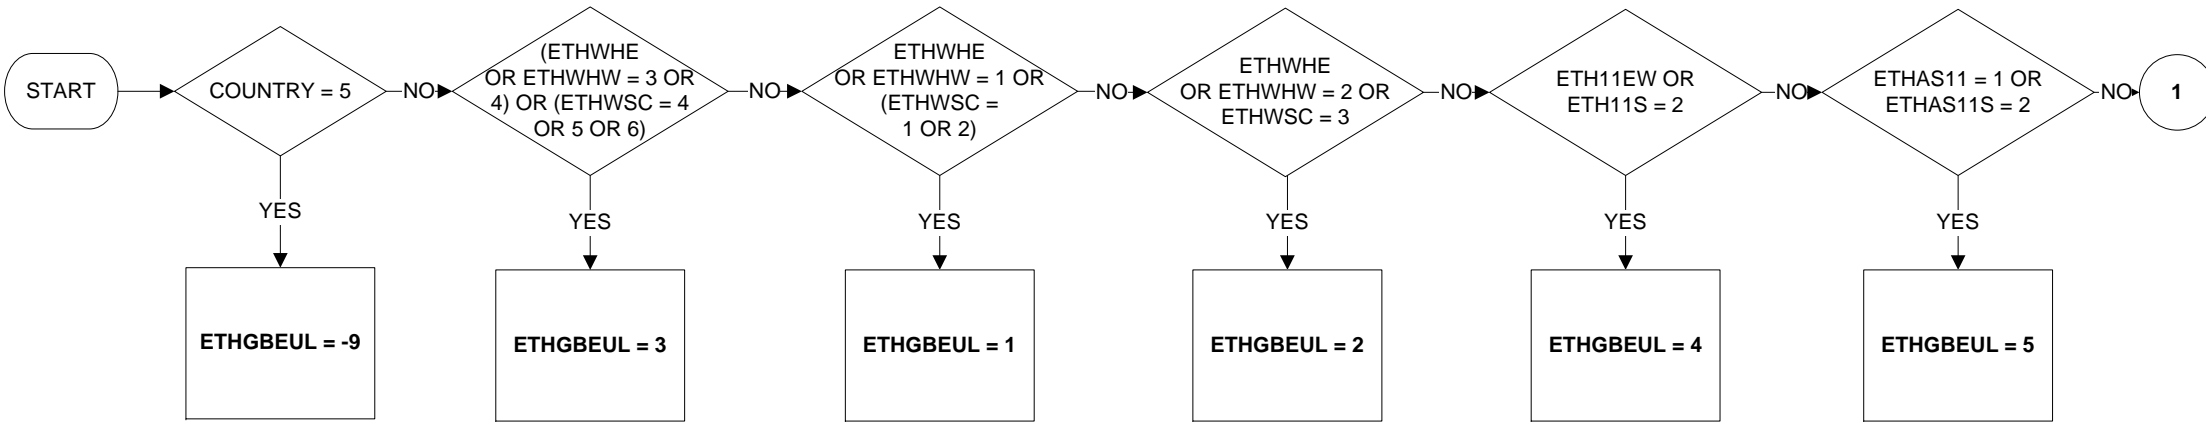 START
COUNTRY = 5
NO
(ETHWHE
OR ETHWHW = 3 OR
4) OR (ETHWSC = 4
OR 5 OR 6)
NO
ETHWHE
OR ETHWHW = 1 OR
(ETHWSC =
1 OR 2)
NO
ETHWHE
OR ETHWHW = 2 OR
ETHWSC = 3
NO
ETH11EW OR
ETH11S = 2
NO
ETHAS11 = 1 OR
ETHAS11S = 2
NO
1
YES
YES
YES
YES
YES
YES
ETHGBEUL = -9
ETHGBEUL = 3
ETHGBEUL = 1
ETHGBEUL = 2
ETHGBEUL = 4
ETHGBEUL = 5